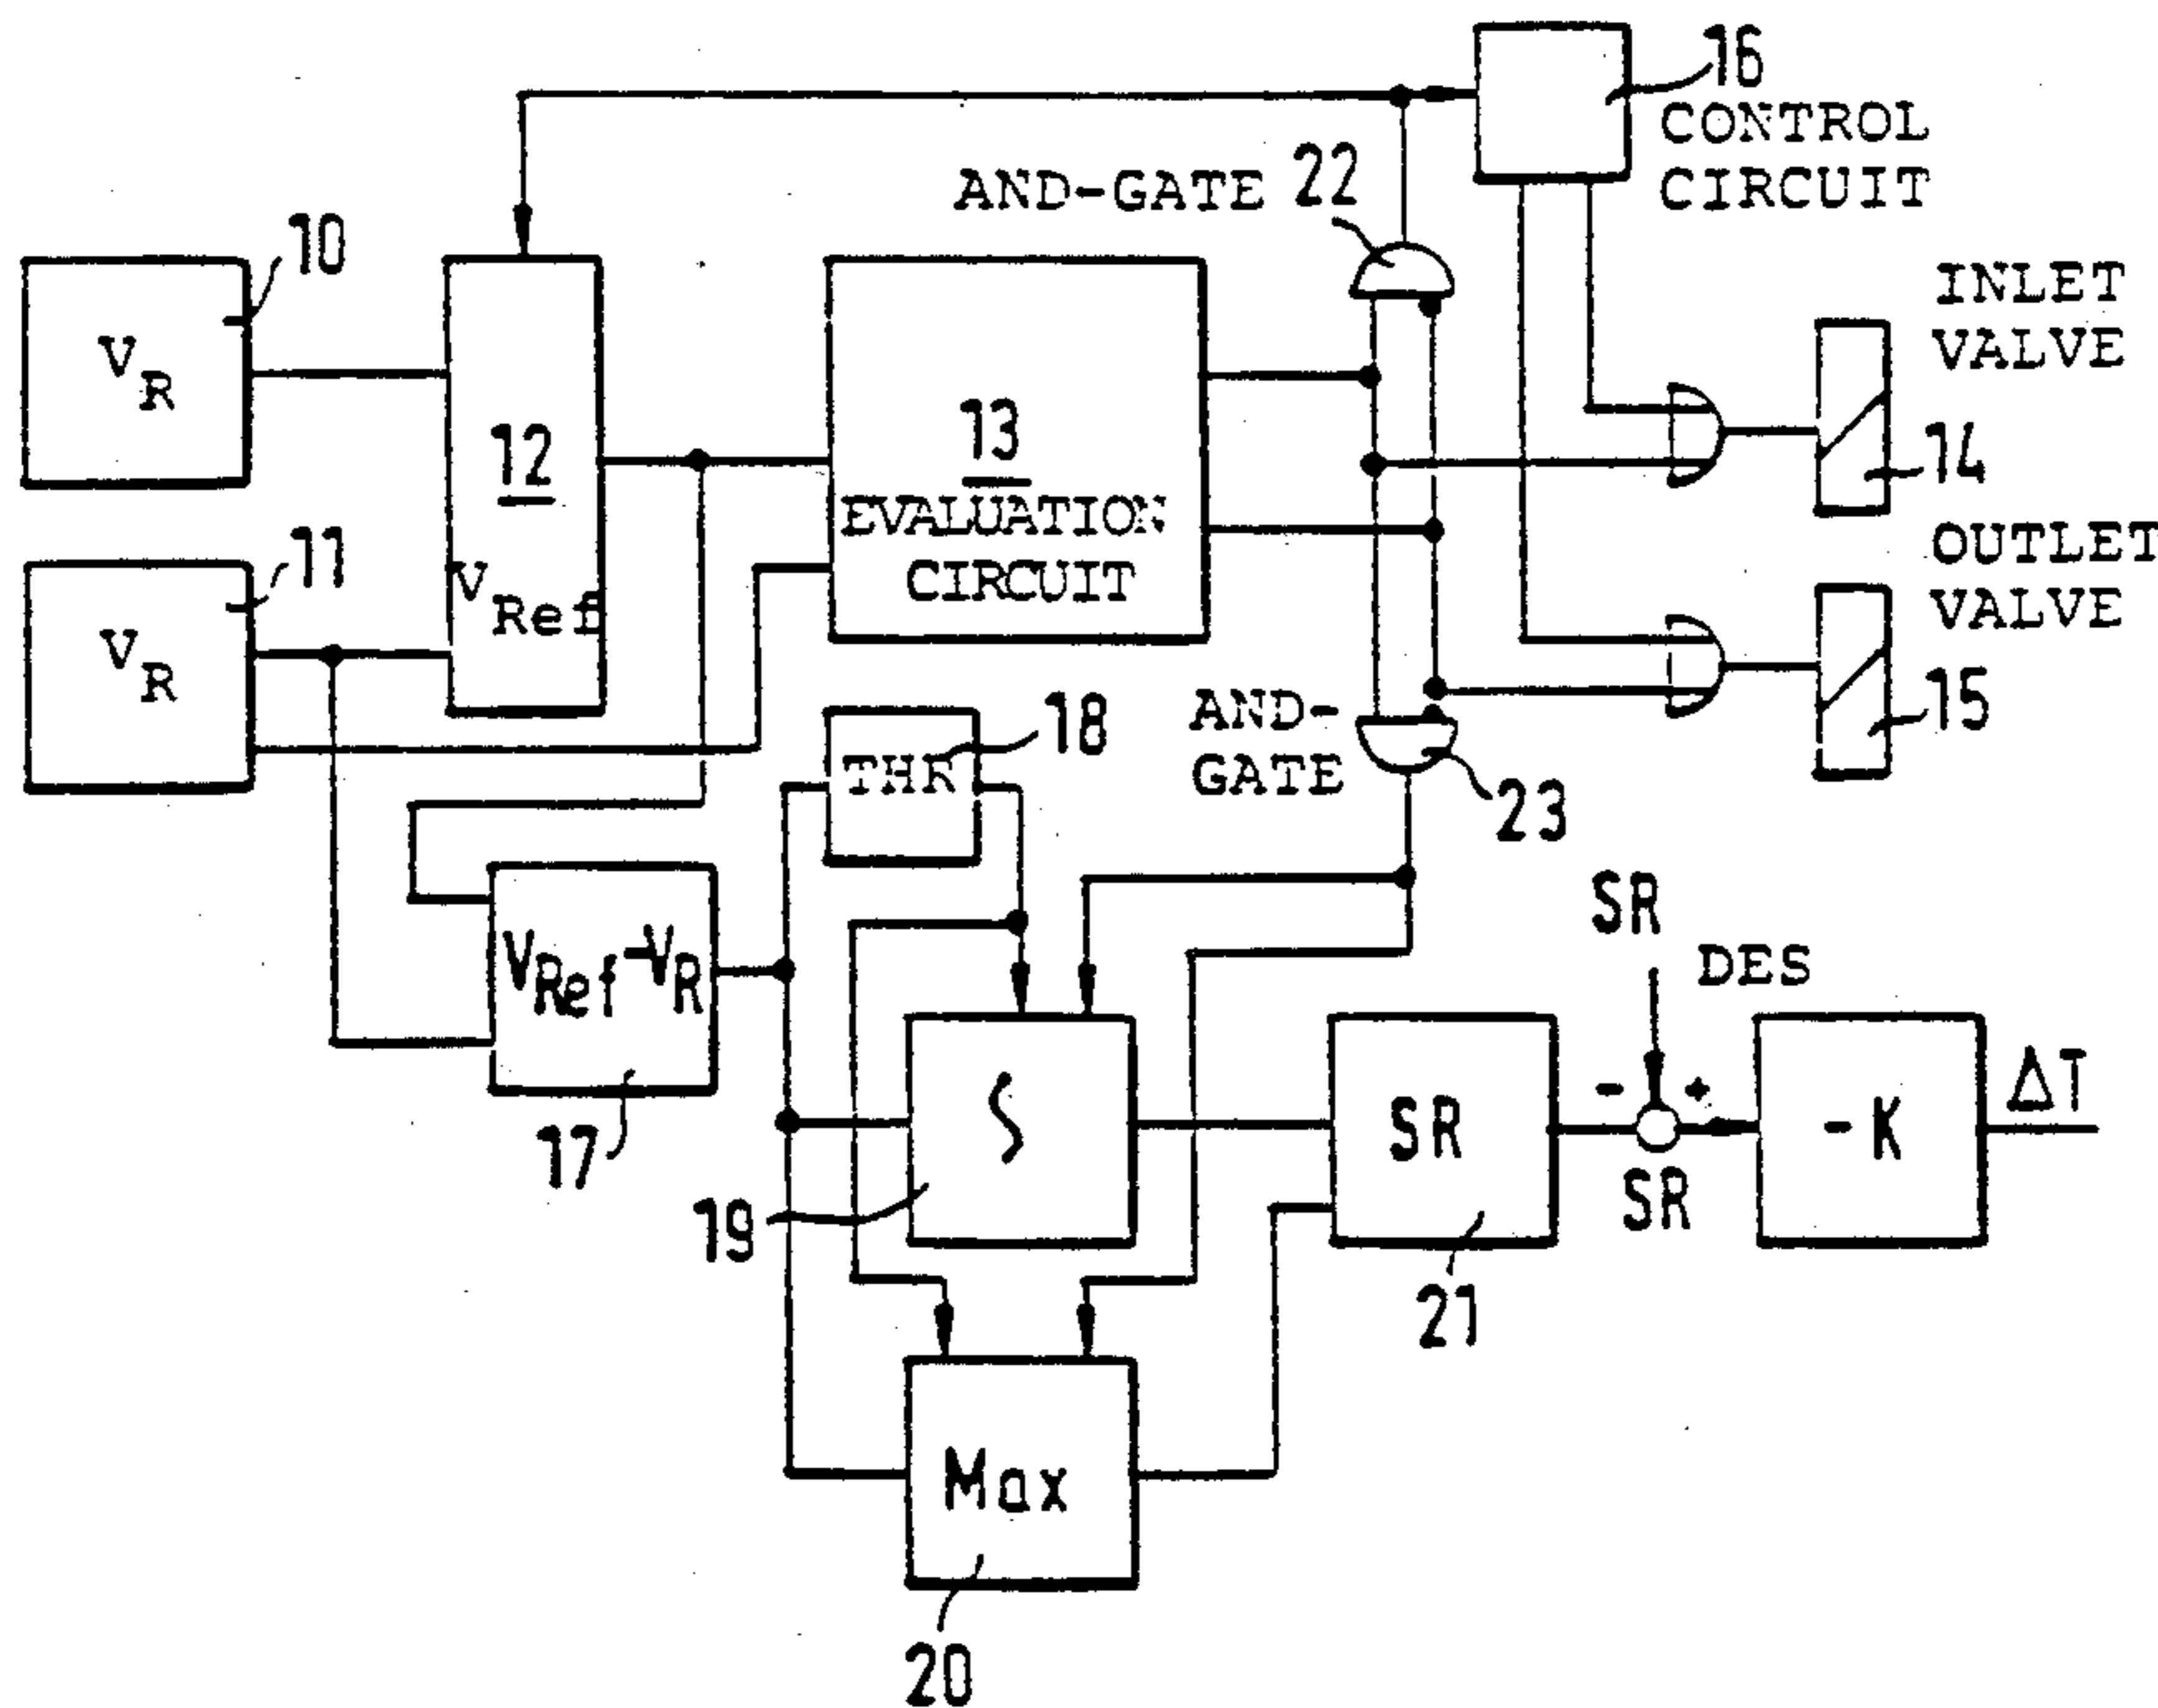 16
CONTROL
CIRCUIT
AND-GATE 22
10
V_R
INLET
VALVE
12
V_Ref
13
EVALUATION
CIRCUIT
14
11
V_R
OUTLET
VALVE
15
18
THR
AND-
GATE
23
V_Ref-V_R
17
SR
DES
∫
19
SR
21
- +
SR
-K
ΔT
Max
20